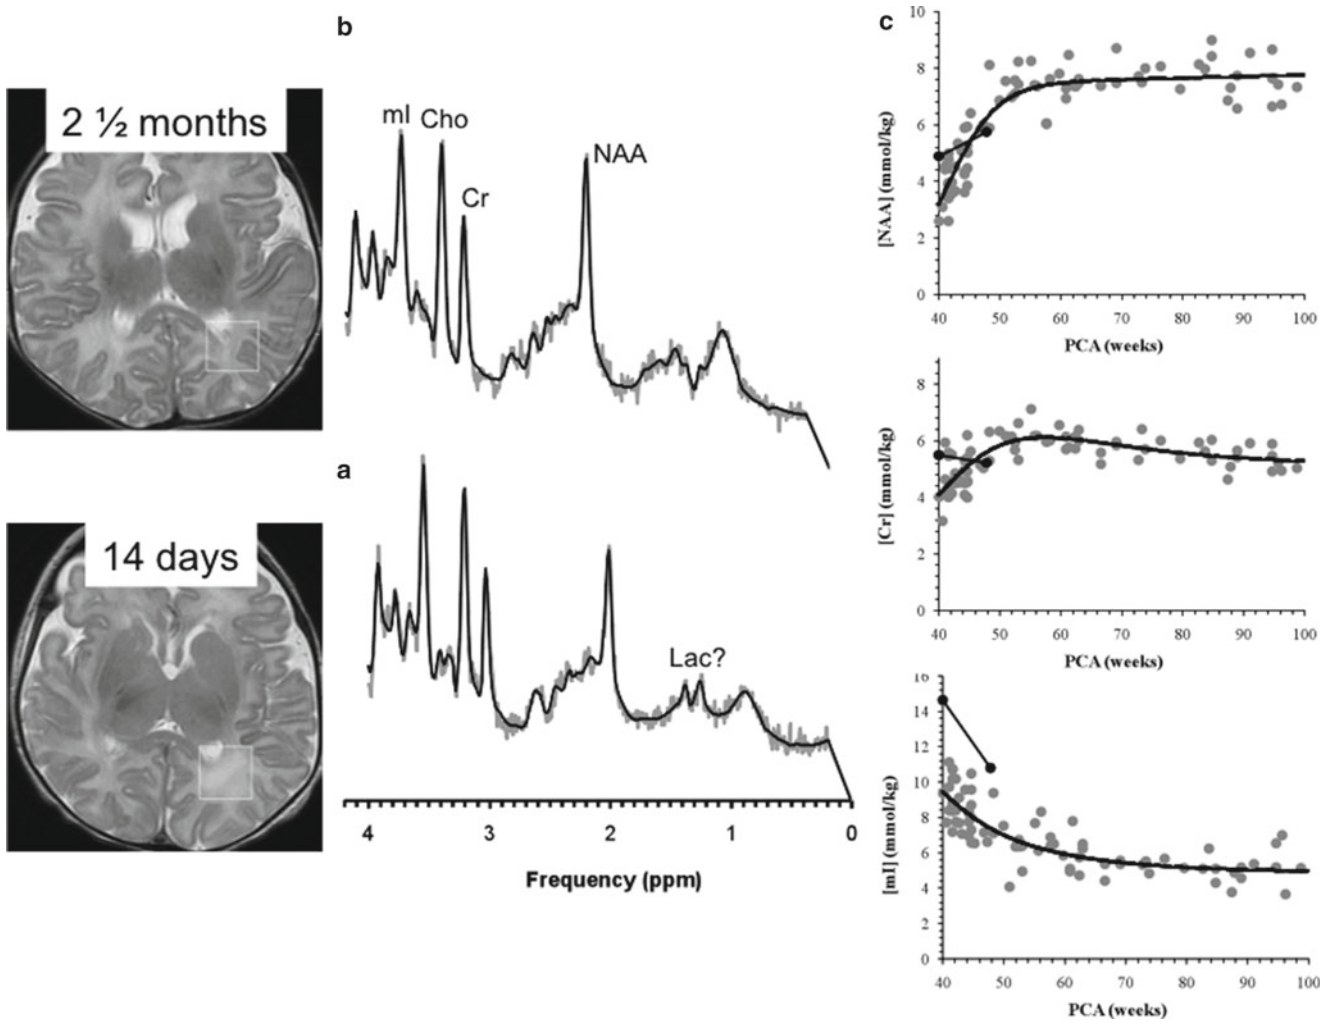 2 ½ months
14 days
b
mI
Cho
Cr
NAA
a
Lac?
4
3
2
1
0
Frequency (ppm)
c
[NAA] (mmol/kg)
10
8
6
4
2
0
40
50
60
70
80
90
100
PCA (weeks)
[Cr] (mmol/kg)
8
6
4
2
0
40
50
60
70
80
90
100
PCA (weeks)
[mI] (mmol/kg)
16
14
12
10
8
6
4
2
0
40
50
60
70
80
90
100
PCA (weeks)